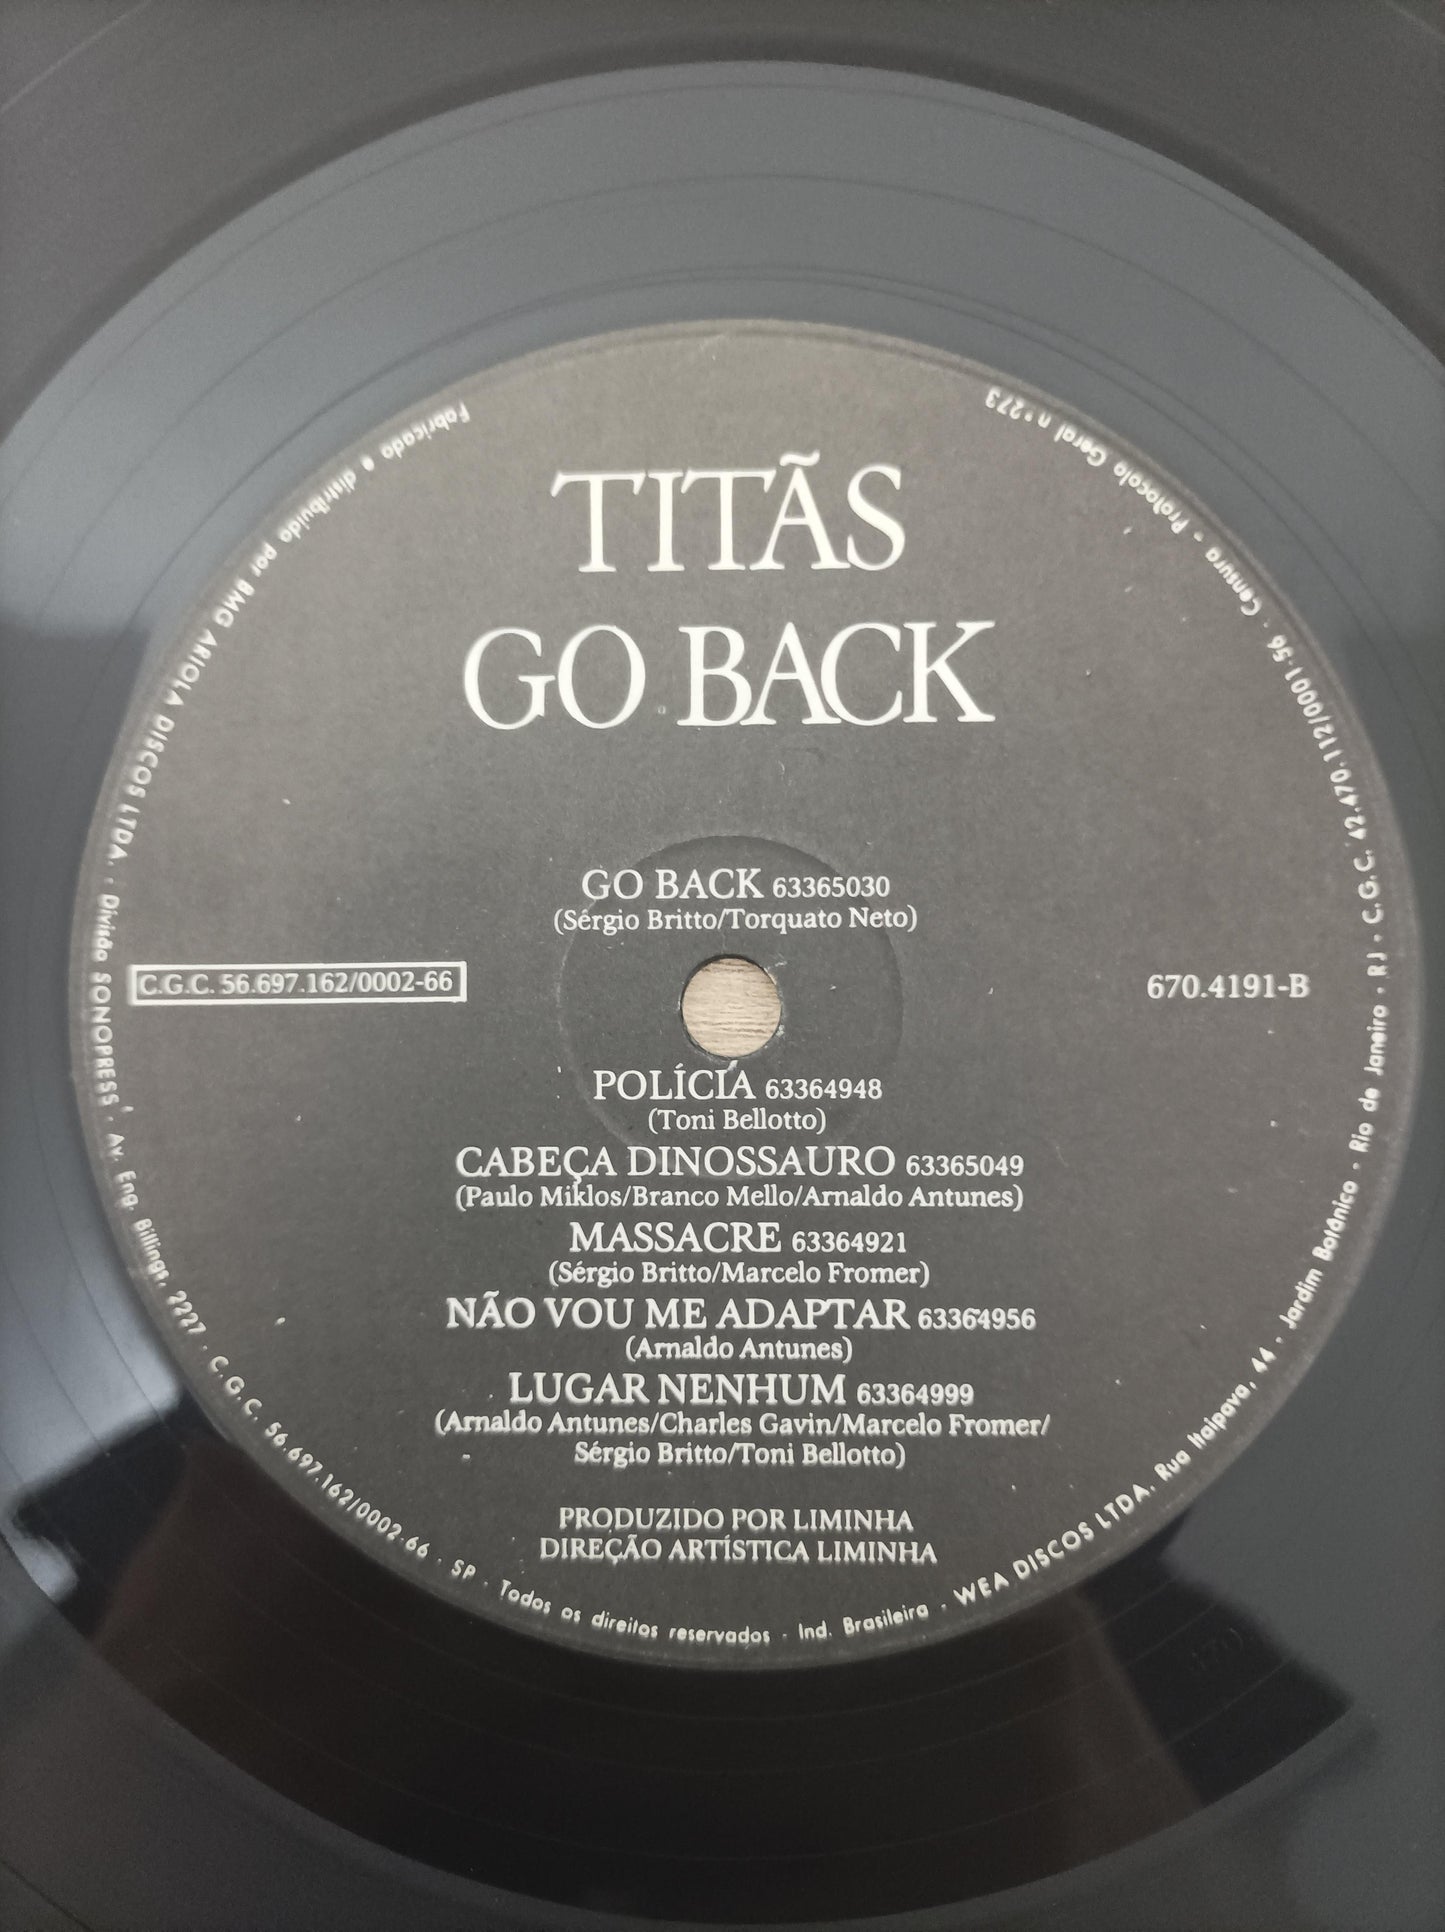 TITÃS
GO BACK
GO BACK 63365030
(Sérgio Britto/Torquato Neto)
C.G.C. 56.697.162/0002-66
670.4191-B
POLÍCIA 63364948
(Toni Bellotto)
CABEÇA DINOSSAURO 63365049
(Paulo Miklos/Branco Mello/Arnaldo Antunes)
MASSACRE 63364921
(Sérgio Britto/Marcelo Fromer)
NÃO VOU ME ADAPTAR 63364956
(Arnaldo Antunes)
LUGAR NENHUM 63364999
(Arnaldo Antunes/Charles Gavin/Marcelo Fromer/
Sérgio Britto/Toni Bellotto)
PRODUZIDO POR LIMINHA
DIREÇÃO ARTÍSTICA LIMINHA
Fabricado e distribuido por BMG ARIOLA DISCOS LTDA. · Divisão SONOPRESS · Av. Eng. Billings, 2227 · C.G.C. 56.697.162/0002-66 · SP · Todos os direitos reservados · Ind. Brasileira · WEA DISCOS LTDA. Rua Itaipava, 44 · Jardim Botânico · Rio de Janeiro · RJ · C.G.C. 42.470.112/0001-56 · Censura · Protocolo Geral n.º 273